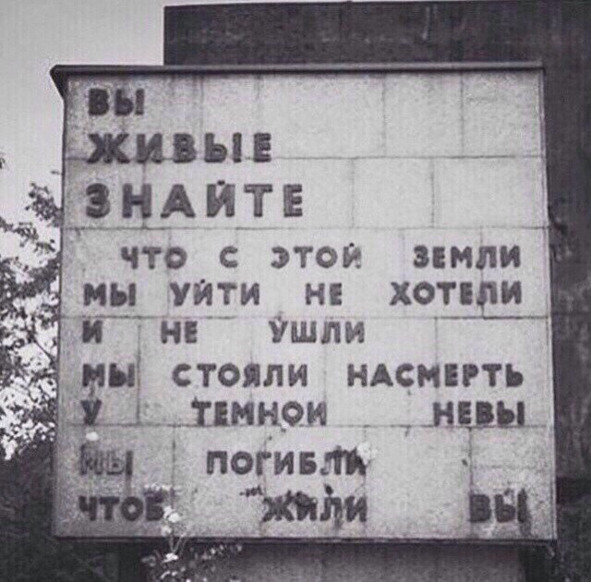 ВЫ
ЖИВЫЕ
ЗНАЙТЕ
ЧТО С ЭТОЙ ЗЕМЛИ
МЫ УЙТИ НЕ ХОТЕЛИ
И НЕ УШЛИ
МЫ СТОЯЛИ НАСМЕРТЬ
У ТЕМНОЙ НЕВЫ
МЫ ПОГИБЛИ
ЧТОБ ЖИЛИ ВЫ